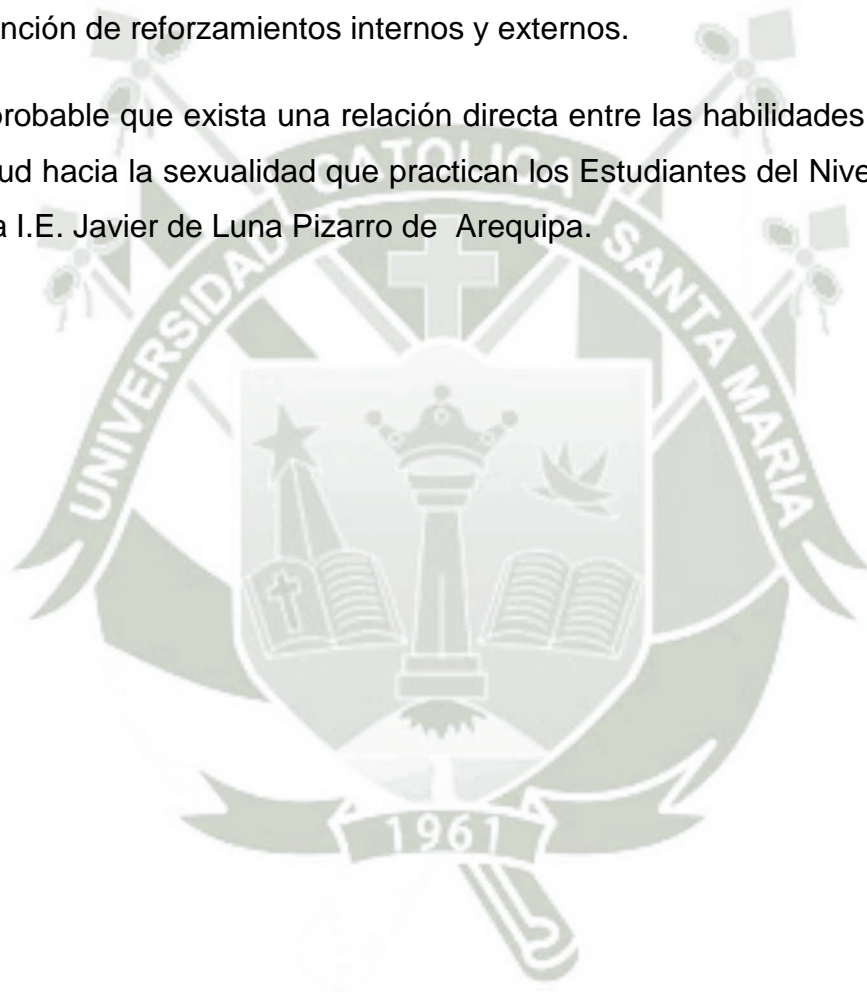 nción de reforzamientos internos y externos.
probable que exista una relación directa entre las habilidades
ud hacia la sexualidad que practican los Estudiantes del Nive
a I.E. Javier de Luna Pizarro de Arequipa.
UNIVERSIDAD CATOLICA SANTA MARIA
1961